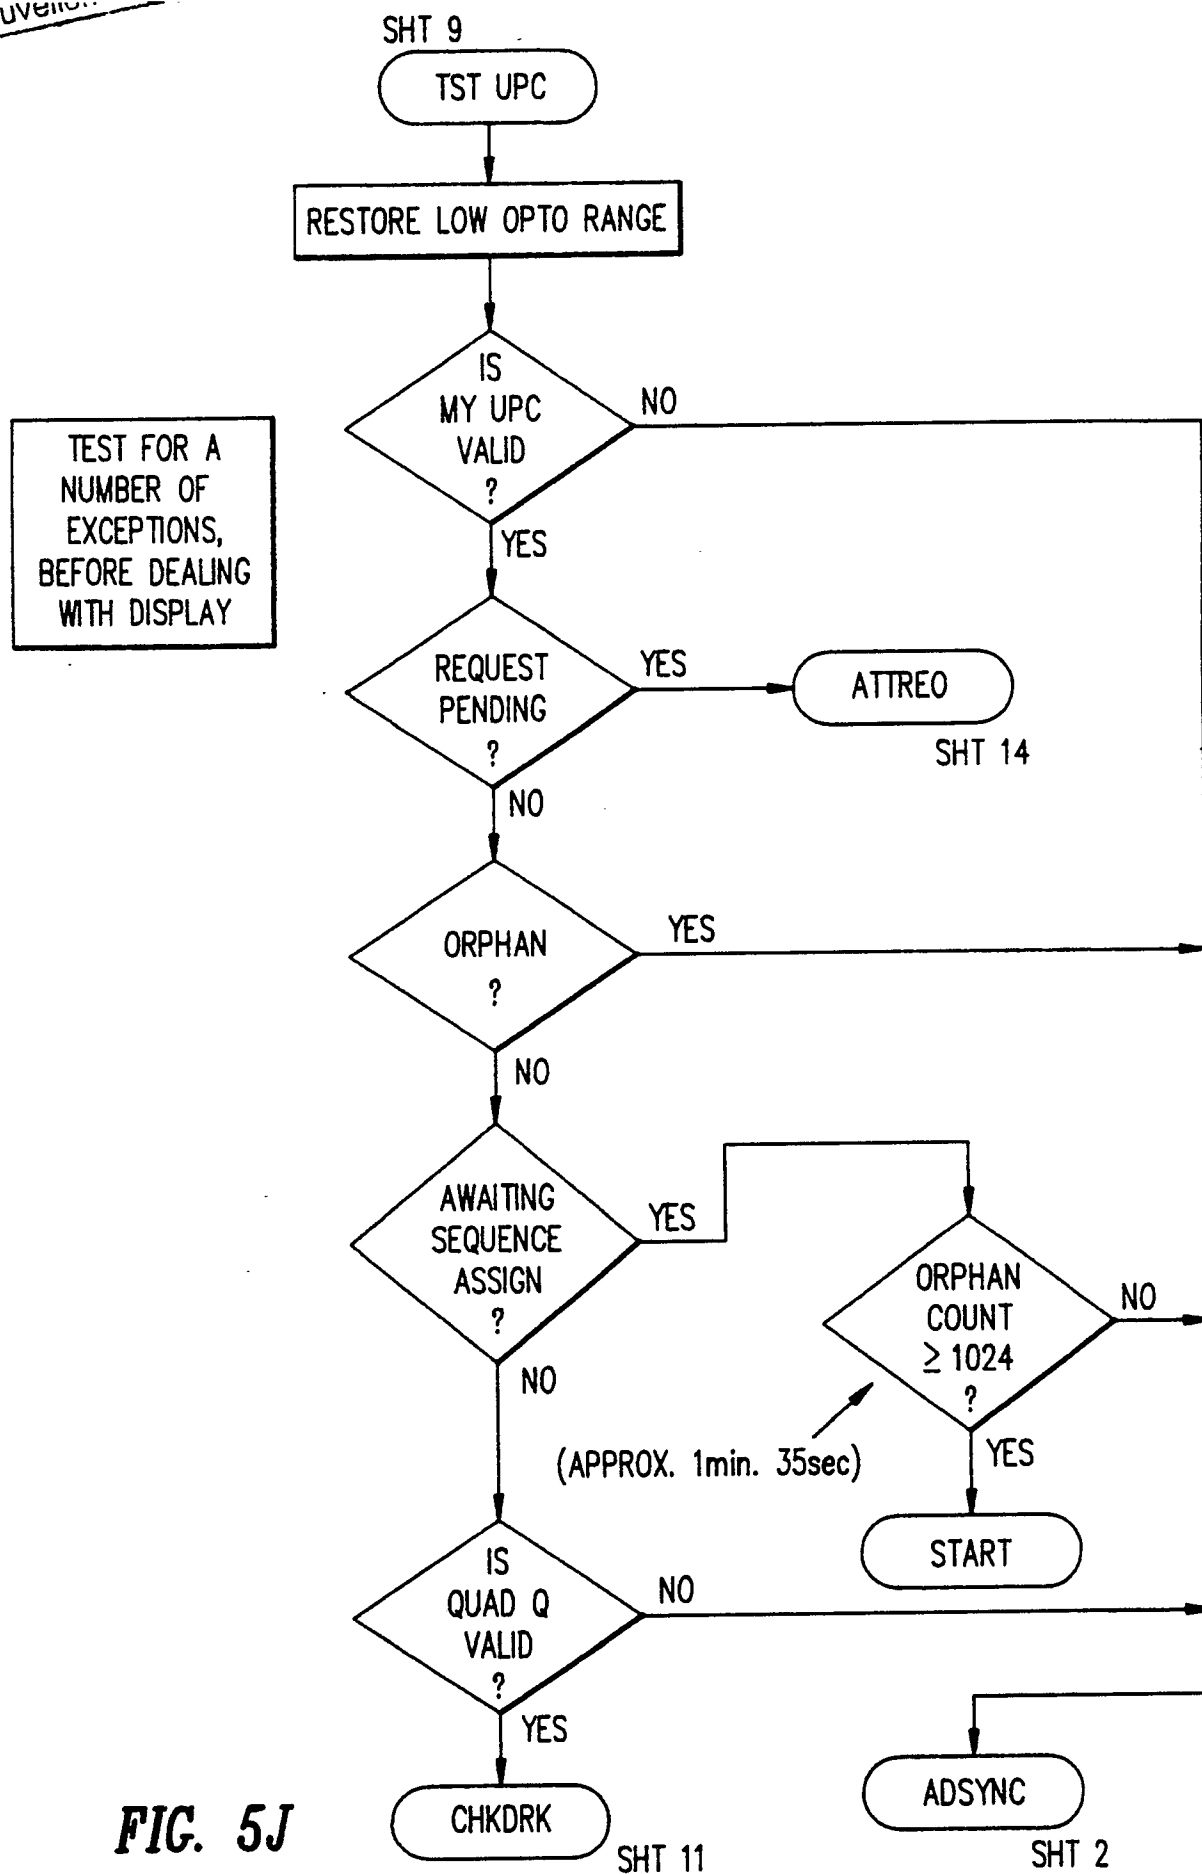 SHT 9
TST UPC
RESTORE LOW OPTO RANGE
IS
MY UPC
VALID
?
NO
YES
TEST FOR A
NUMBER OF
EXCEPTIONS,
BEFORE DEALING
WITH DISPLAY
REQUEST
PENDING
?
YES
NO
ATTREO
SHT 14
ORPHAN
?
YES
NO
AWAITING
SEQUENCE
ASSIGN
?
YES
NO
ORPHAN
COUNT
≥ 1024
?
NO
YES
(APPROX. 1min. 35sec)
START
IS
QUAD Q
VALID
?
NO
YES
CHKDRK
SHT 11
ADSYNC
SHT 2
FIG. 5J